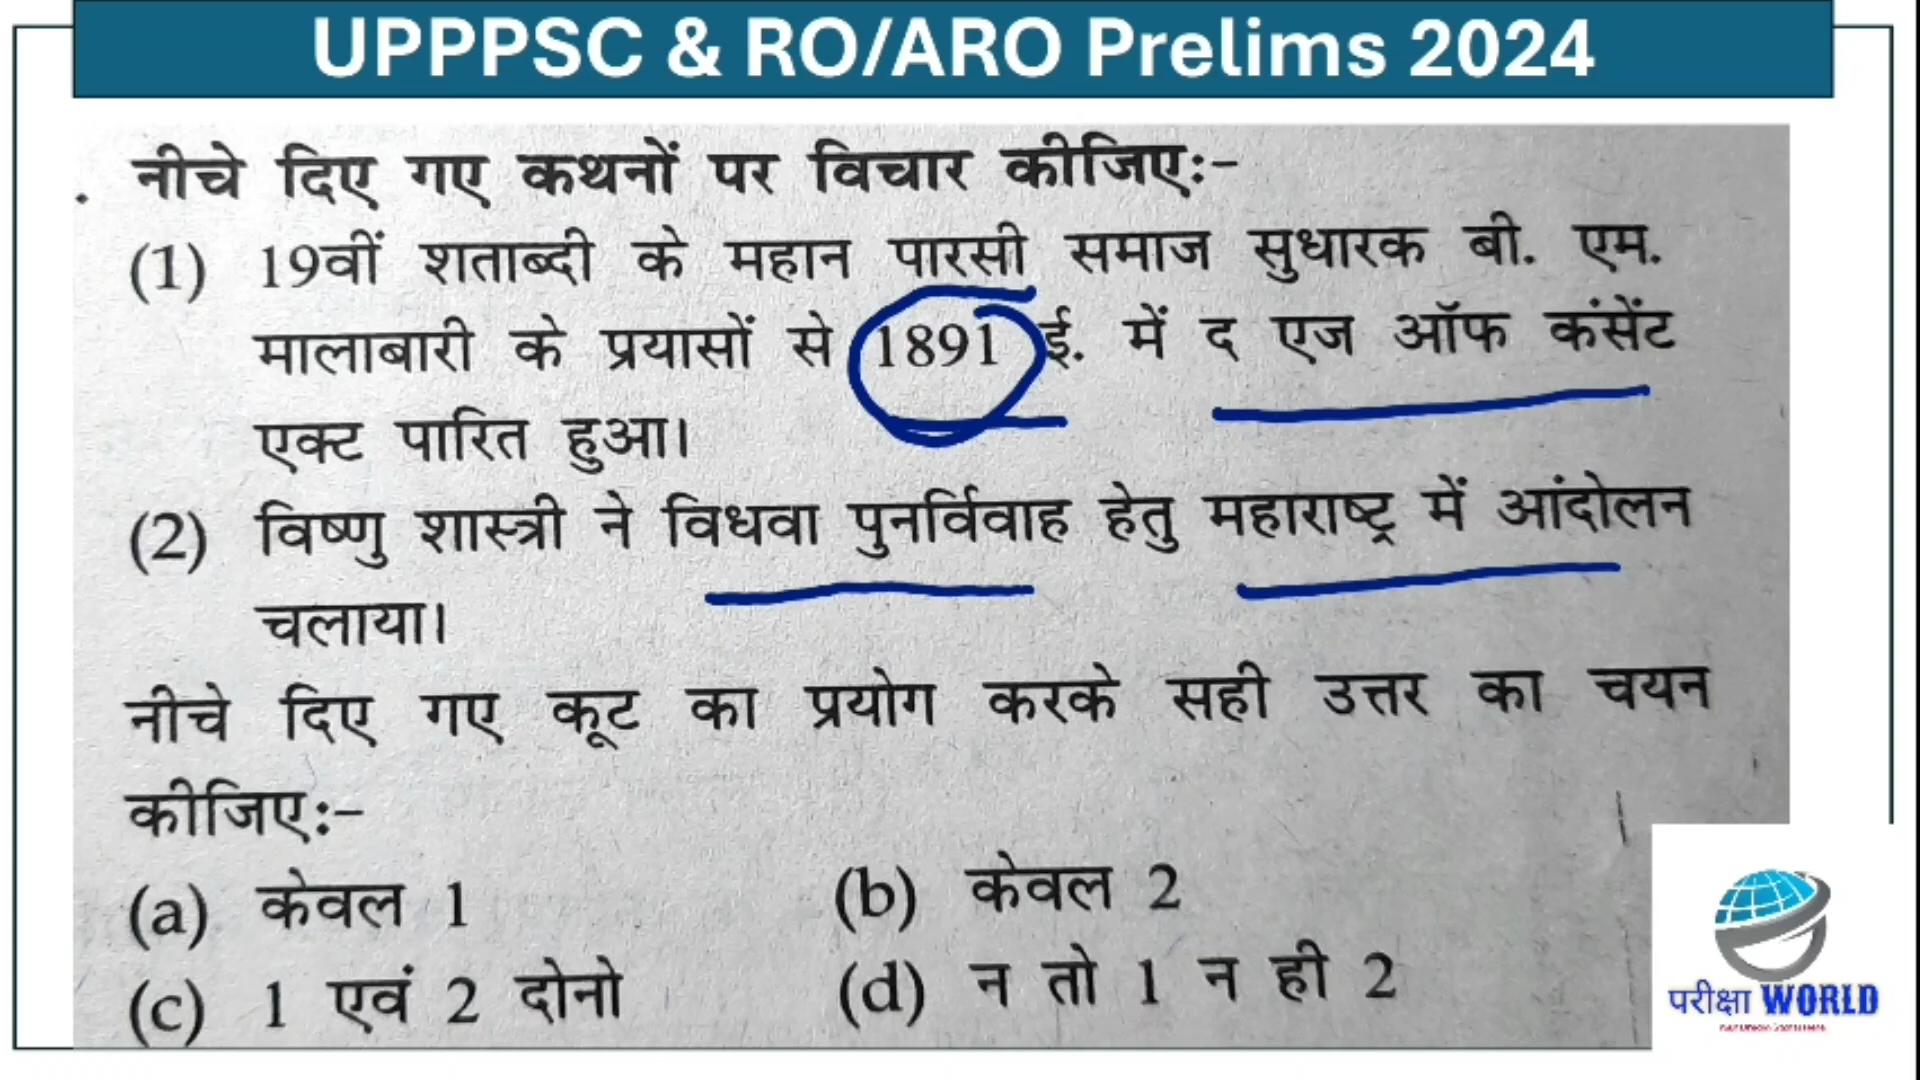 UPPPSC & RO/ARO Prelims 2024
नीचे दिए गए कथनों पर विचार कीजिए:-
(1) 19वीं शताब्दी के महान पारसी समाज सुधारक बी. एम.
मालाबारी के प्रयासों से 1891 ई. में द एज ऑफ कंसेंट
एक्ट पारित हुआ।
(2) विष्णु शास्त्री ने विधवा पुनर्विवाह हेतु महाराष्ट्र में आंदोलन
चलाया।
नीचे दिए गए कूट का प्रयोग करके सही उत्तर का चयन
कीजिए:-
(a) केवल 1 (b) केवल 2
(c) 1 एवं 2 दोनो (d) न तो 1 न ही 2
परीक्षा WORLD